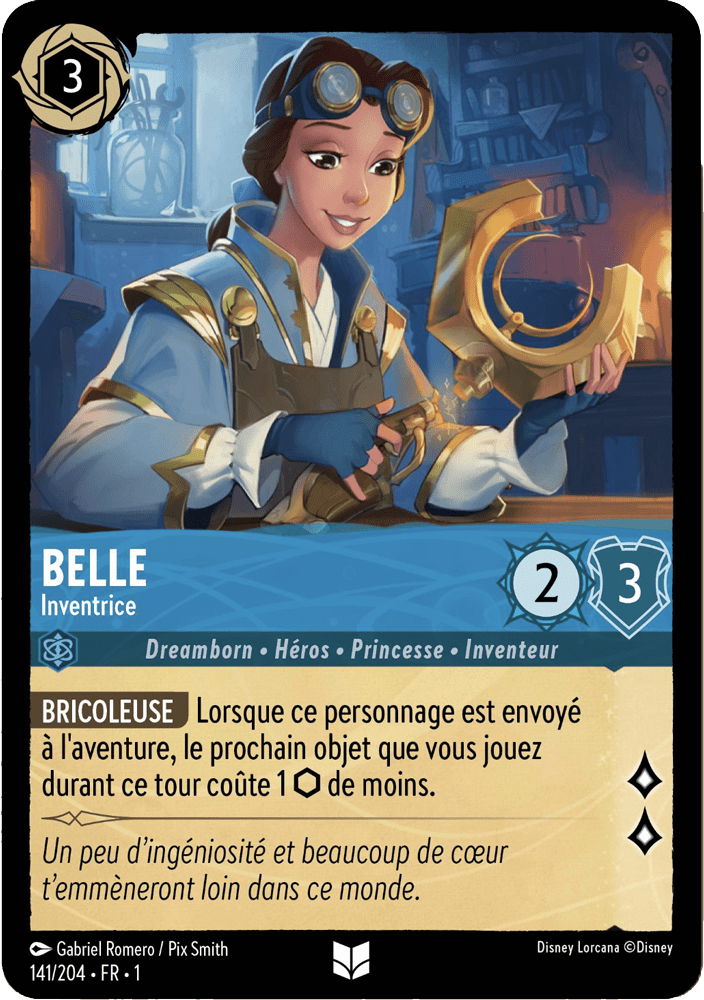 3
BELLE
Inventrice
2
3
Dreamborn • Héros • Princesse • Inventeur
BRICOLEUSE Lorsque ce personnage est envoyé
à l'aventure, le prochain objet que vous jouez
durant ce tour coûte 1 ⬡ de moins.
Un peu d’ingéniosité et beaucoup de cœur
t’emmèneront loin dans ce monde.
Gabriel Romero / Pix Smith
Disney Lorcana ©Disney
141/204 • FR • 1